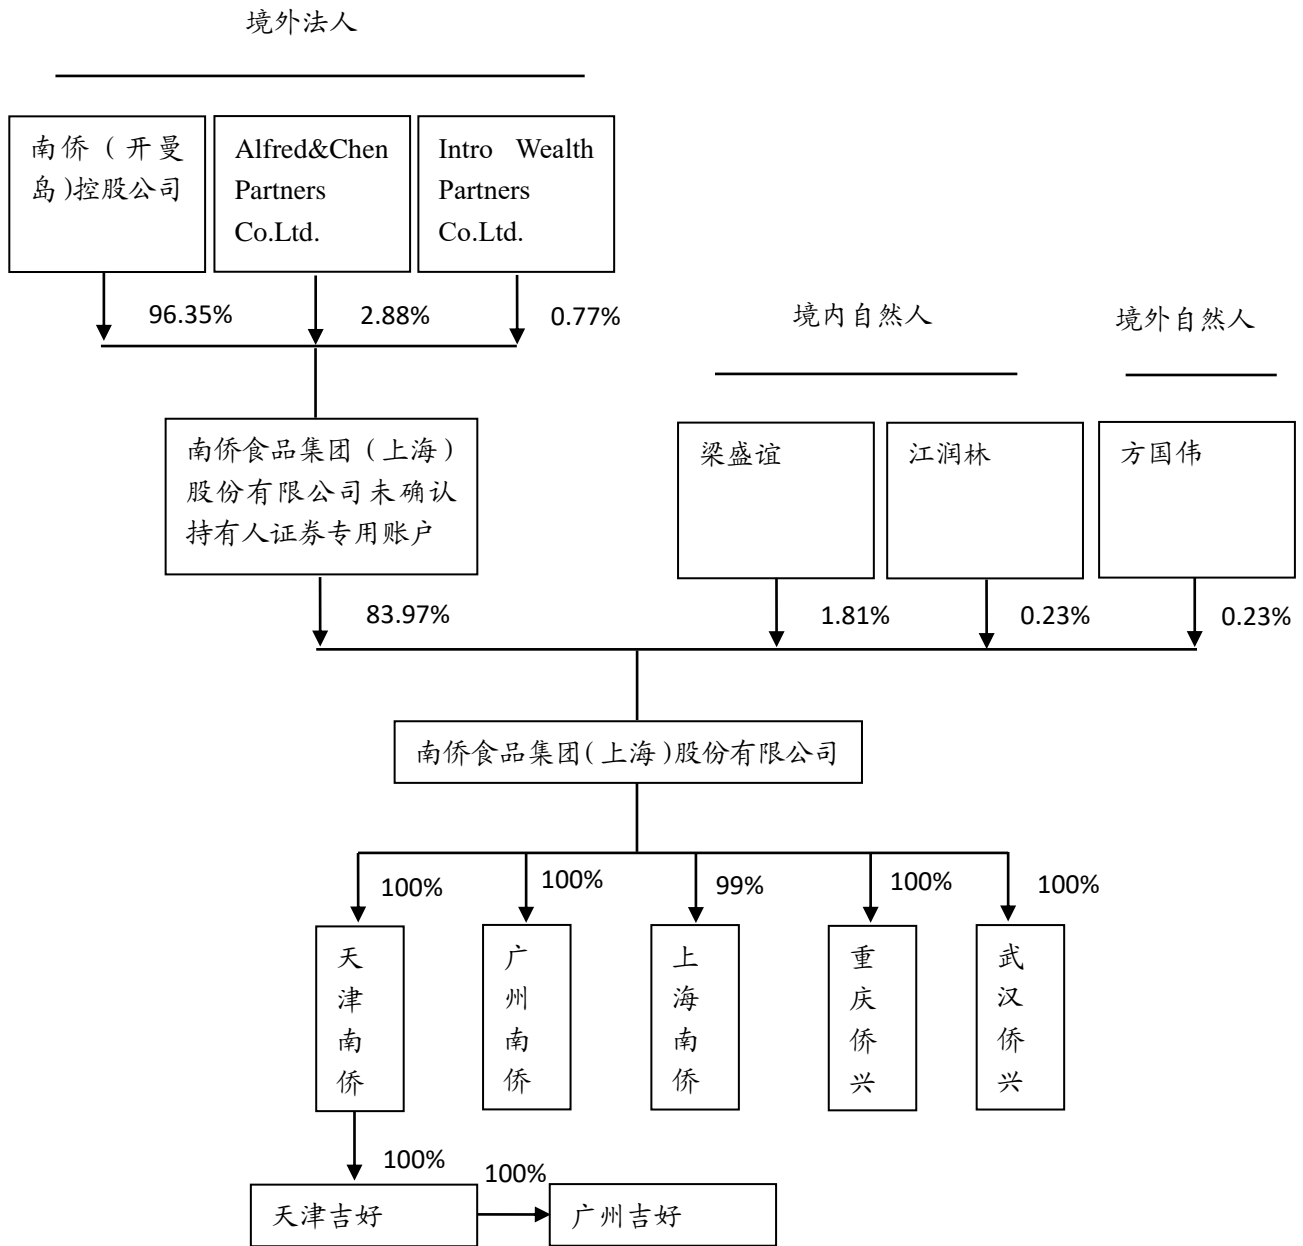 境外法人
南侨（开曼
岛)控股公司
Alfred&Chen
Partners
Co.Ltd.
Intro Wealth
Partners
Co.Ltd.
96.35%
2.88%
0.77%
境内自然人
境外自然人
南侨食品集团（上海）
股份有限公司未确认
持有人证券专用账户
梁盛谊
江润林
方国伟
83.97%
1.81%
0.23%
0.23%
南侨食品集团(上海)股份有限公司
100%
100%
99%
100%
100%
天
津
南
侨
广
州
南
侨
上
海
南
侨
重
庆
侨
兴
武
汉
侨
兴
100%
100%
天津吉好
广州吉好